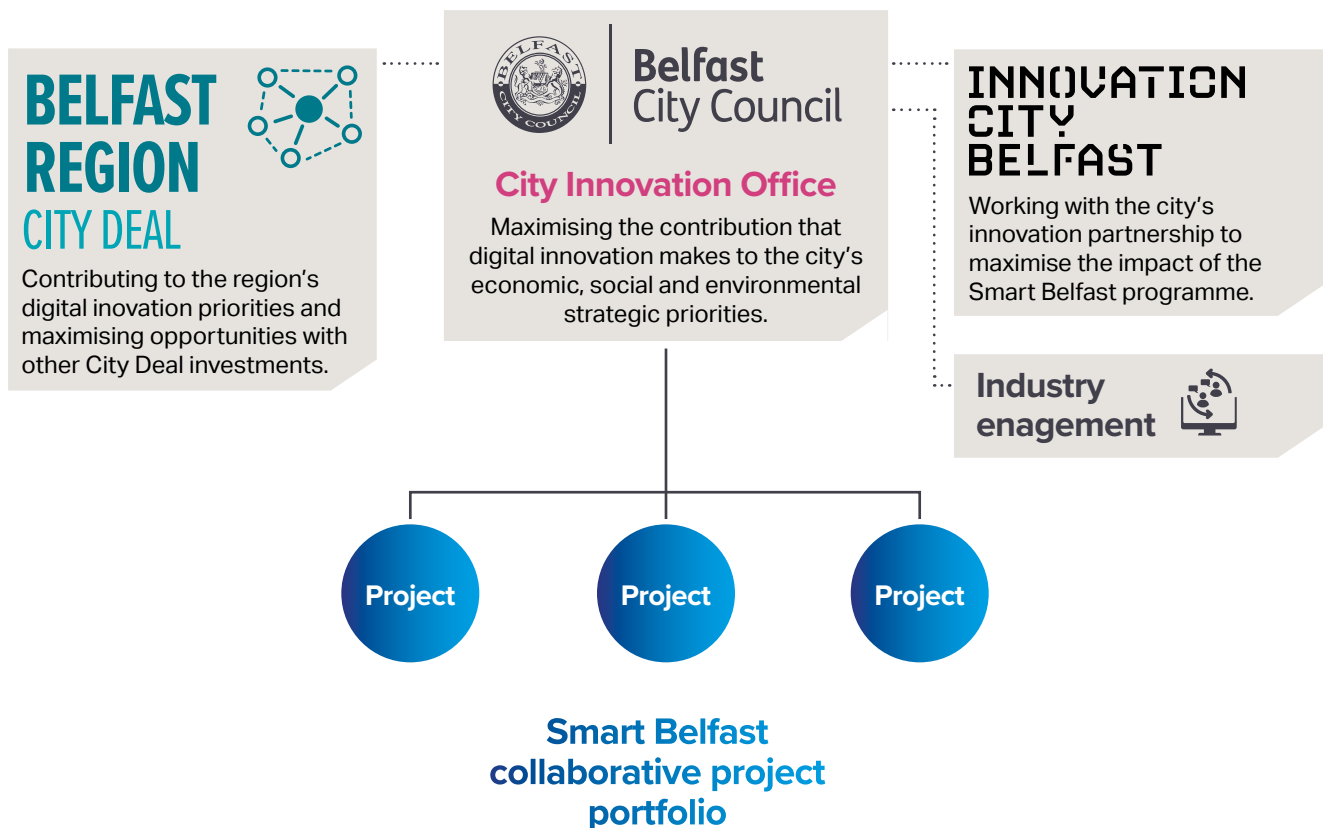 BELFAST
REGION
CITY DEAL
Contributing to the region's
digital inovation priorities and
maximising opportunities with
other City Deal investments.
BELFAST
CITY COUNCIL
Belfast
City Council
City Innovation Office
Maximising the contribution that
digital innovation makes to the city's
economic, social and environmental
strategic priorities.
INNOVATION
CITY
BELFAST
Working with the city's
innovation partnership to
maximise the impact of the
Smart Belfast programme.
Industry
enagement
Project
Project
Project
Smart Belfast
collaborative project
portfolio